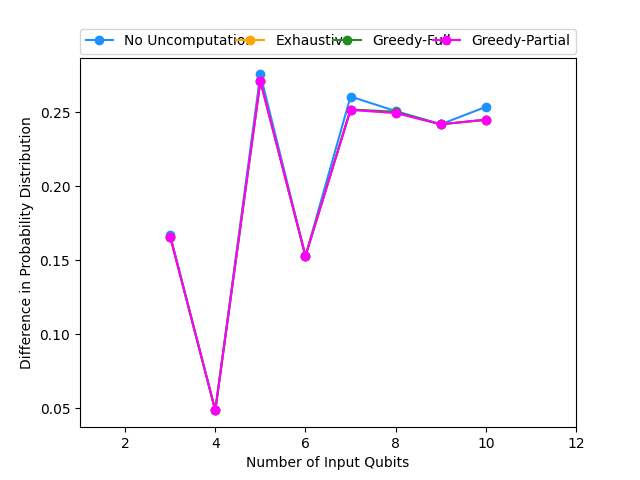 No Uncomputation Exhaustive Greedy-Full Greedy-Partial
0.25
0.20
0.15
0.10
0.05
Difference in Probability Distribution
2 4 6 8 10 12
Number of Input Qubits